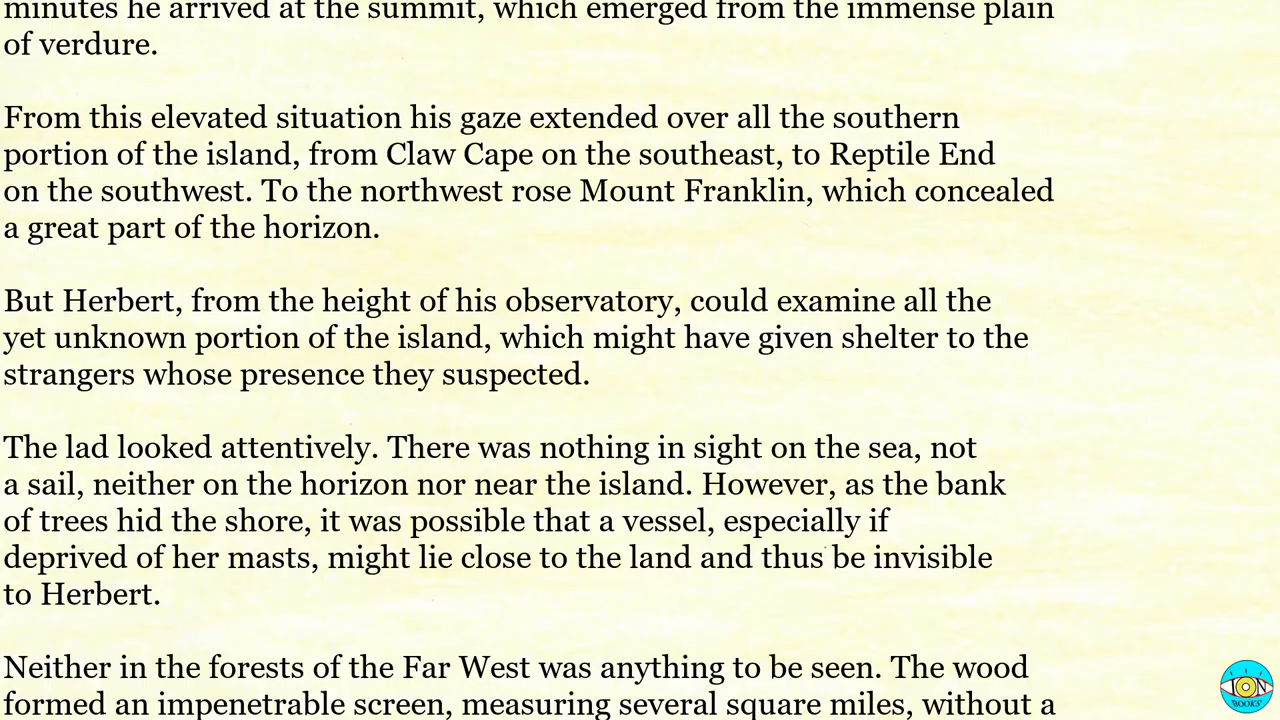 minutes he arrived at the summit, which emerged from the immense plain
of verdure.
From this elevated situation his gaze extended over all the southern
portion of the island, from Claw Cape on the southeast, to Reptile End
on the southwest. To the northwest rose Mount Franklin, which concealed
a great part of the horizon.
But Herbert, from the height of his observatory, could examine all the
yet unknown portion of the island, which might have given shelter to the
strangers whose presence they suspected.
The lad looked attentively. There was nothing in sight on the sea, not
a sail, neither on the horizon nor near the island. However, as the bank
of trees hid the shore, it was possible that a vessel, especially if
deprived of her masts, might lie close to the land and thus be invisible
to Herbert.
Neither in the forests of the Far West was anything to be seen. The wood
formed an impenetrable screen, measuring several square miles, without a
ION
BOOKS